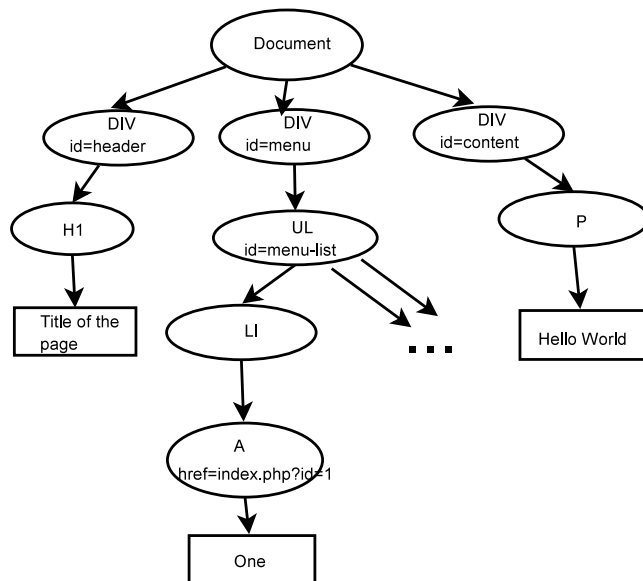 Document
DIV
id=header
DIV
id=menu
DIV
id=content
H1
UL
id=menu-list
P
Title of the
page
LI
...
Hello World
A
href=index.php?id=1
One